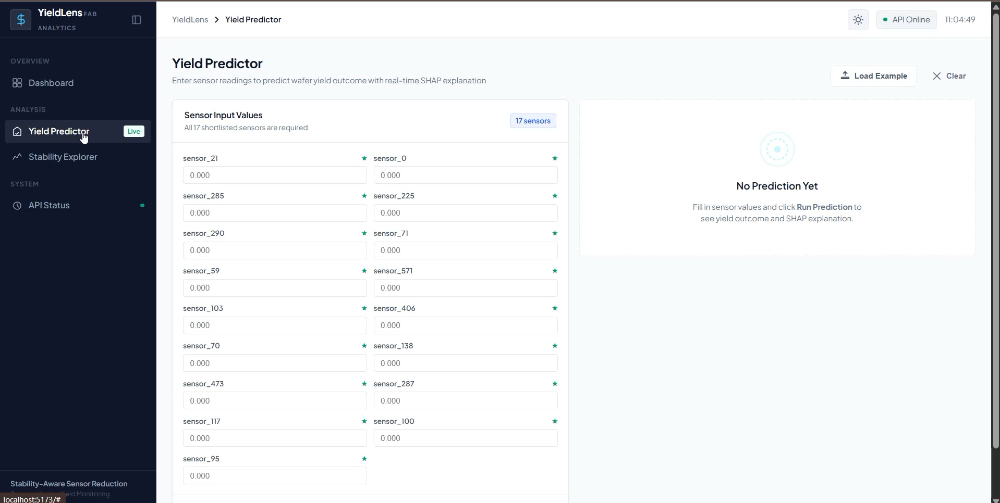 YieldLens FAB
ANALYTICS
OVERVIEW
Dashboard
ANALYSIS
Yield Predictor Live
Stability Explorer
SYSTEM
API Status
Stability-Aware Sensor Reduction
Yield Monitoring
localhost:5173/#
YieldLens > Yield Predictor
API Online 11:04:49
Yield Predictor
Enter sensor readings to predict wafer yield outcome with real-time SHAP explanation
Load Example Clear
Sensor Input Values
All 17 shortlisted sensors are required
17 sensors
sensor_21 ★ sensor_0 ★
0.000 0.000
sensor_285 ★ sensor_225 ★
0.000 0.000
sensor_290 ★ sensor_71 ★
0.000 0.000
sensor_59 ★ sensor_571 ★
0.000 0.000
sensor_103 ★ sensor_406 ★
0.000 0.000
sensor_70 ★ sensor_138 ★
0.000 0.000
sensor_473 ★ sensor_287 ★
0.000 0.000
sensor_117 ★ sensor_100 ★
0.000 0.000
sensor_95 ★
0.000
No Prediction Yet
Fill in sensor values and click Run Prediction to
see yield outcome and SHAP explanation.